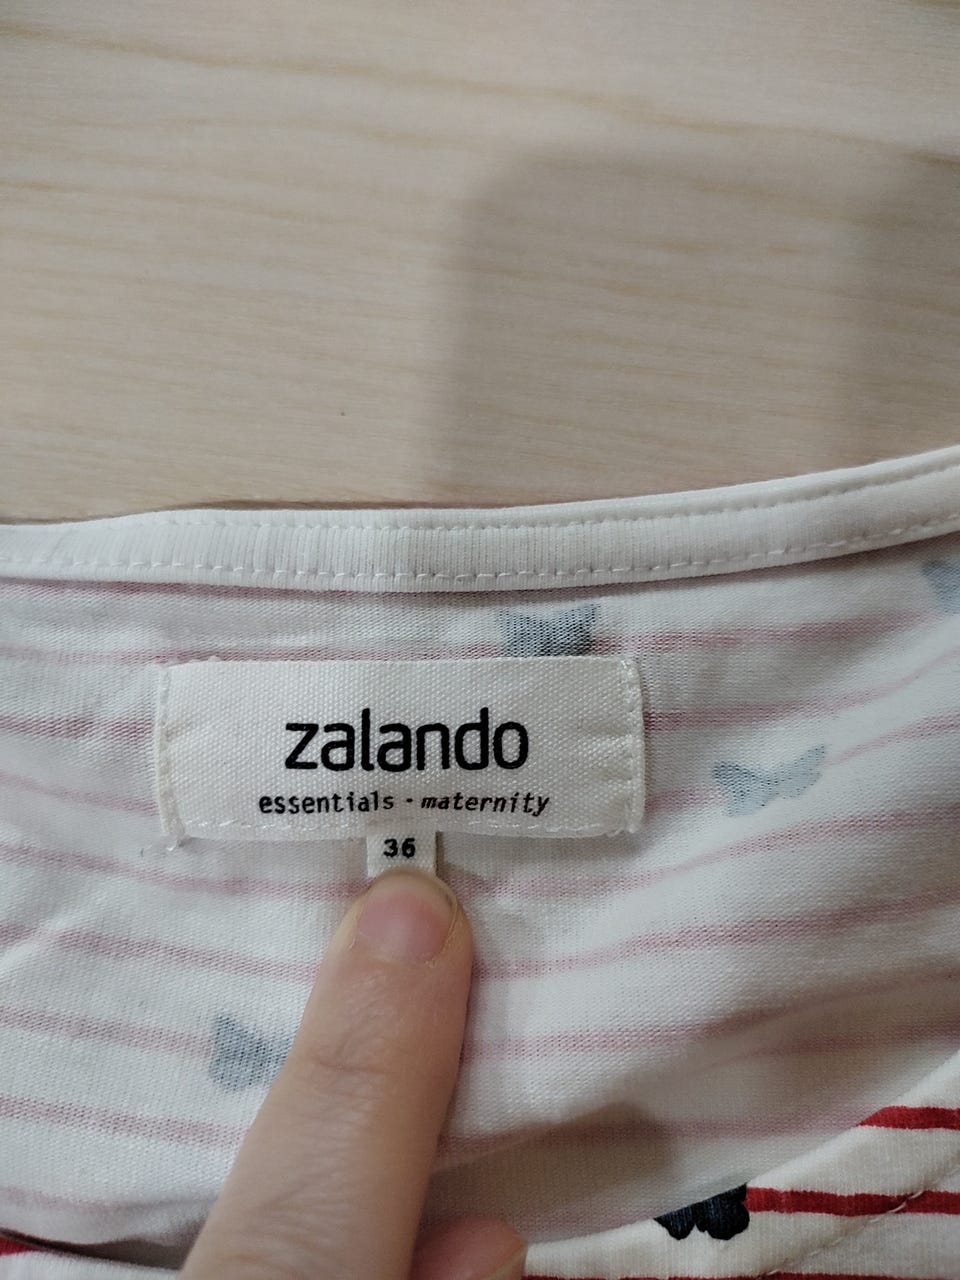 zalando
essentials · maternity
36